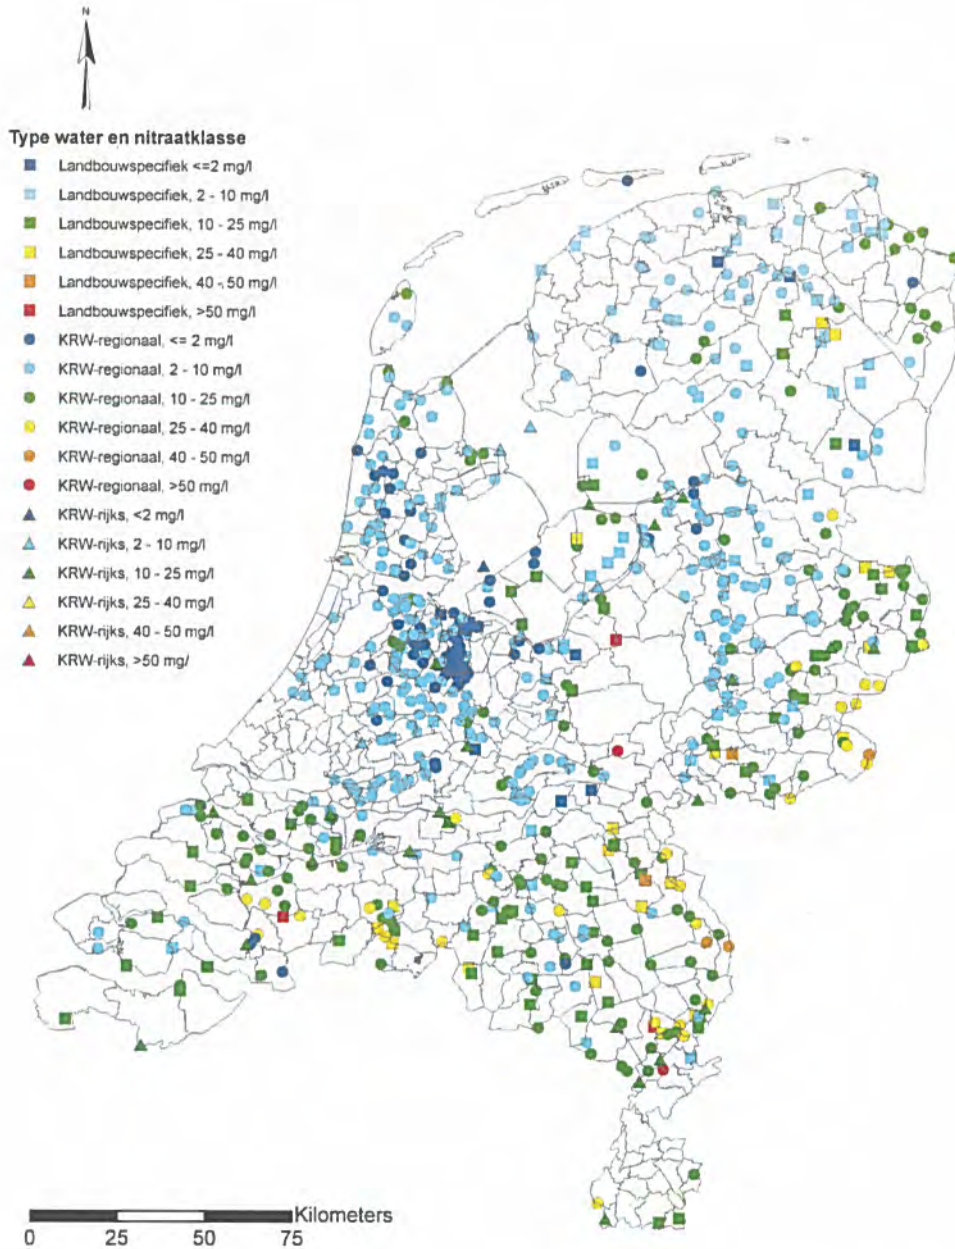 N
Type water en nitraatklasse
Landbouwspecifiek <=2 mg/l
Landbouwspecifiek, 2 - 10 mg/l
Landbouwspecifiek, 10 - 25 mg/l
Landbouwspecifiek, 25 - 40 mg/l
Landbouwspecifiek, 40 - 50 mg/l
Landbouwspecifiek, >50 mg/l
KRW-regionaal, <= 2 mg/l
KRW-regionaal, 2 - 10 mg/l
KRW-regionaal, 10 - 25 mg/l
KRW-regionaal, 25 - 40 mg/l
KRW-regionaal, 40 - 50 mg/l
KRW-regionaal, >50 mg/l
KRW-rijks, <2 mg/l
KRW-rijks, 2 - 10 mg/l
KRW-rijks, 10 - 25 mg/l
KRW-rijks, 25 - 40 mg/l
KRW-rijks, 40 - 50 mg/l
KRW-rijks, >50 mg/
Kilometers
0 25 50 75